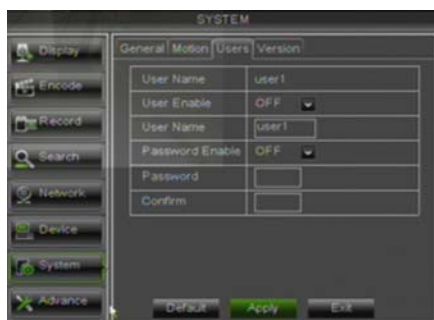 SYSTEM
General Motion Users Version
Display
Encode
Record
Search
Network
Device
System
Advance
User Name user1
User Enable OFF
User Name user1
Password Enable OFF
Password
Confirm
Default Apply Exit